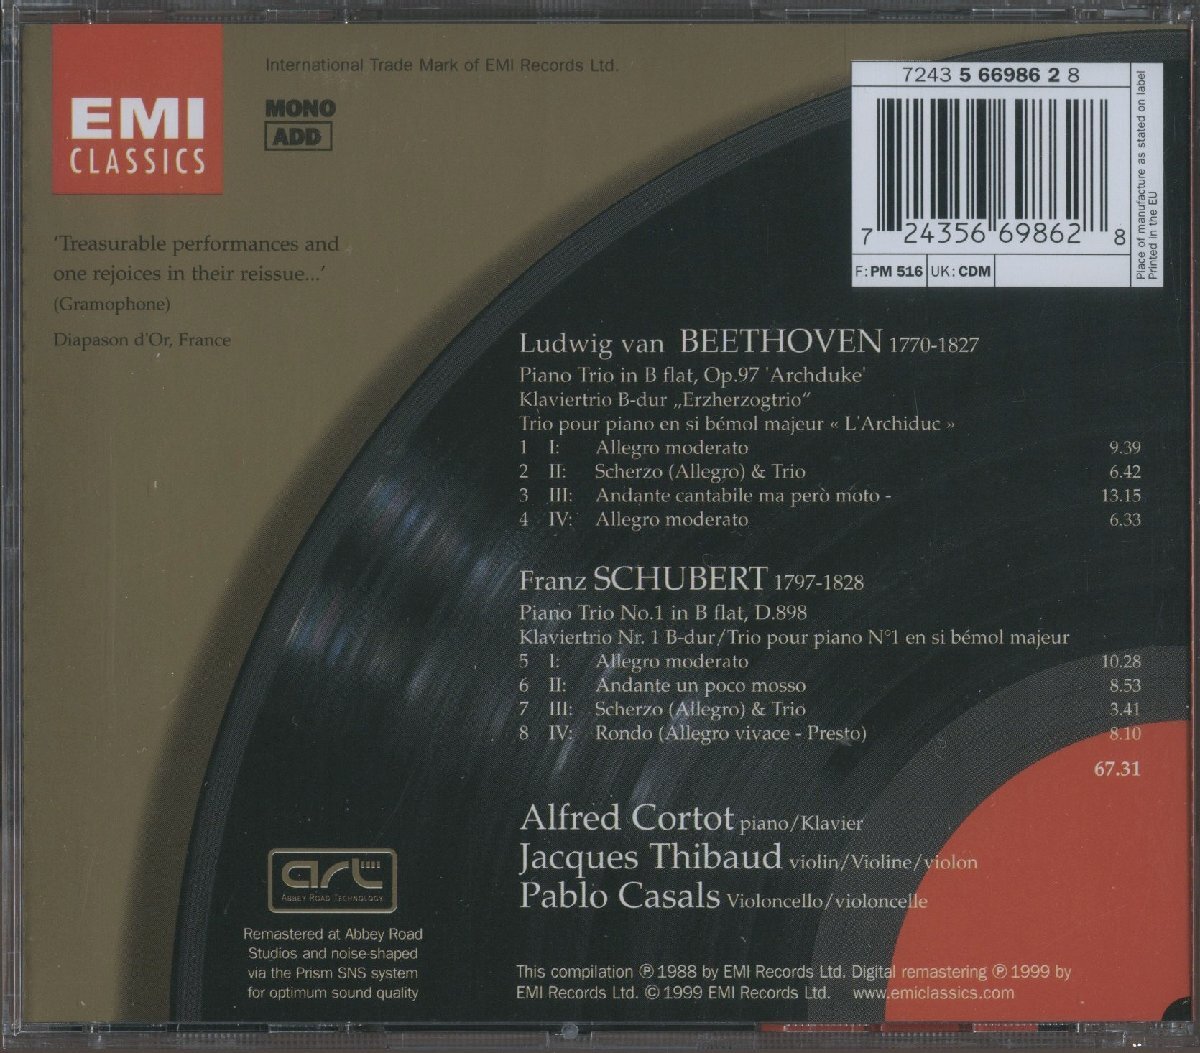 EMI
CLASSICS
International Trade Mark of EMI Records Ltd.
MONO
ADD
7243 5 66986 2 8
7 24356 69862 8
F: PM 516 UK: CDM
Place of manufacture as stated on label
Printed in the EU
'Treasurable performances and
one rejoices in their reissue...'
(Gramophone)
Diapason d'Or, France
Ludwig van BEETHOVEN 1770-1827
Piano Trio in B flat, Op.97 'Archduke'
Klaviertrio B-dur „Erzherzogtrio“
Trio pour piano en si bémol majeur « L'Archiduc »
1 I: Allegro moderato 9.39
2 II: Scherzo (Allegro) & Trio 6.42
3 III: Andante cantabile ma però moto - 13.15
4 IV: Allegro moderato 6.33
Franz SCHUBERT 1797-1828
Piano Trio No.1 in B flat, D.898
Klaviertrio Nr. 1 B-dur/Trio pour piano N°1 en si bémol majeur
5 I: Allegro moderato 10.28
6 II: Andante un poco mosso 8.53
7 III: Scherzo (Allegro) & Trio 3.41
8 IV: Rondo (Allegro vivace - Presto) 8.10
67.31
Alfred Cortot piano/Klavier
Jacques Thibaud violin/Violine/violon
Pablo Casals Violoncello/violoncelle
art
ABBEY ROAD TECHNOLOGY
Remastered at Abbey Road
Studios and noise-shaped
via the Prism SNS system
for optimum sound quality
This compilation ℗ 1988 by EMI Records Ltd. Digital remastering ℗ 1999 by
EMI Records Ltd. © 1999 EMI Records Ltd. www.emiclassics.com